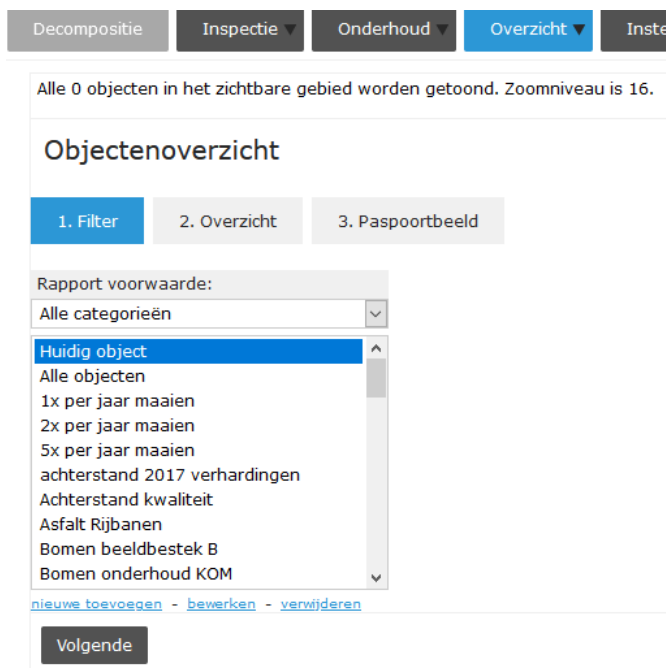 Decompositie Inspectie ▼ Onderhoud ▼ Overzicht ▼ Inste
Alle 0 objecten in het zichtbare gebied worden getoond. Zoomniveau is 16.
Objectenoverzicht
1. Filter 2. Overzicht 3. Paspoortbeeld
Rapport voorwaarde:
Alle categorieën
Huidig object
Alle objecten
1x per jaar maaien
2x per jaar maaien
5x per jaar maaien
achterstand 2017 verhardingen
Achterstand kwaliteit
Asfalt Rijbanen
Bomen beeldbestek B
Bomen onderhoud KOM
nieuwe toevoegen - bewerken - verwijderen
Volgende